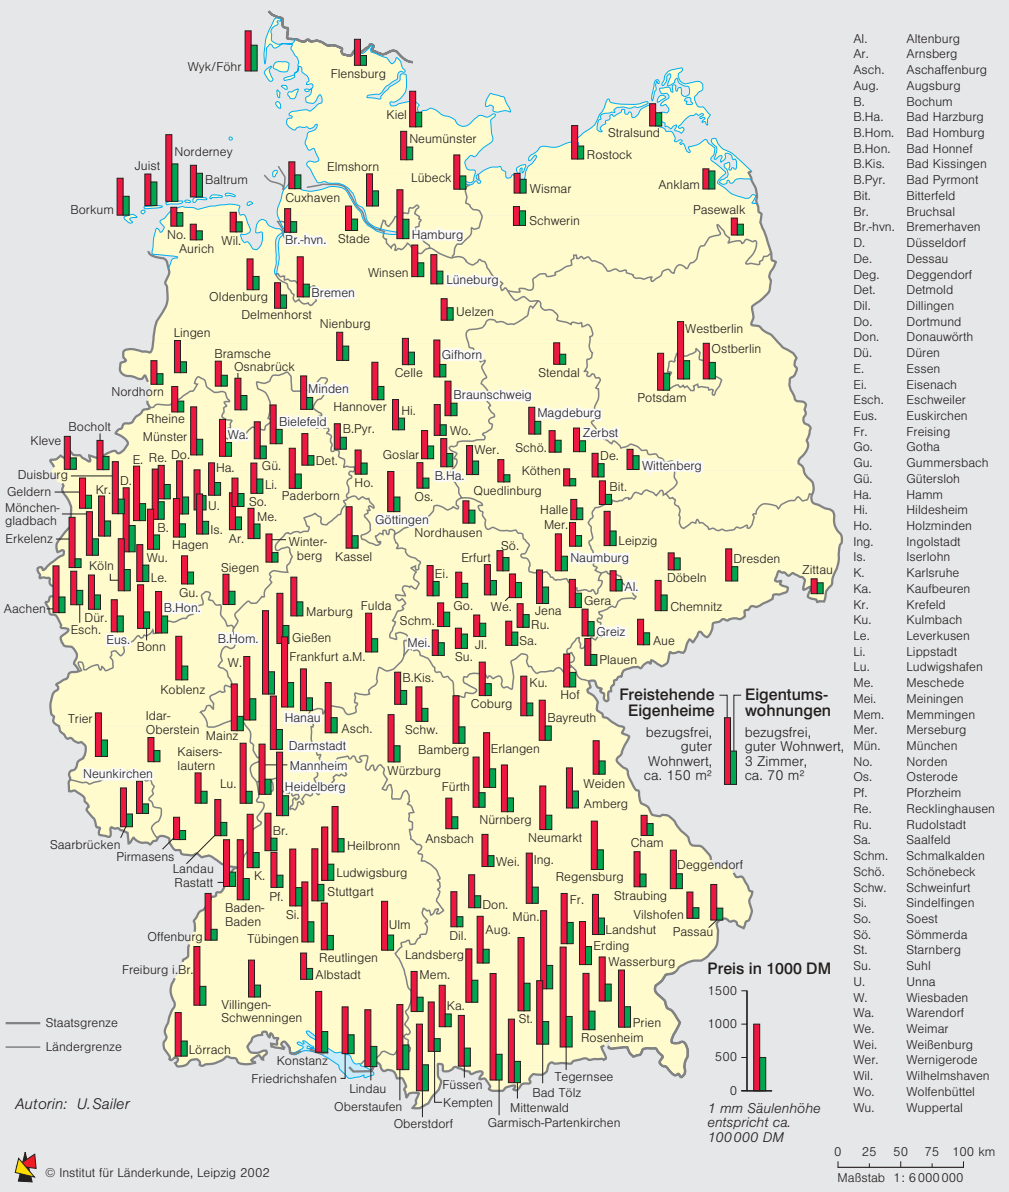 Wyk/Föhr
Flensburg
Kiel
Neumünster
Stralsund
Rostock
Norderney
Juist
Baltrum
Borkum
Elmshorn
Lübeck
Cuxhaven
Wismar
Anklam
Schwerin
Pasewalk
No.
Aurich
Wil.
Br.-hvn.
Stade
Hamburg
Winsen
Lüneburg
Oldenburg
Bremen
Delmenhorst
Uelzen
Nienburg
Lingen
Bramsche
Osnabrück
Celle
Gifhorn
Stendal
Westberlin
Ostberlin
Potsdam
Nordhorn
Minden
Hannover
Braunschweig
Hi.
Rheine
Magdeburg
Bocholt
Münster
Wa.
Bielefeld
B.Pyr.
Wo.
Schö.
Zerbst
Kleve
E.
Re.
Do.
Gü.
Det.
Goslar
Wer.
De.
Wittenberg
Duisburg
D.
Ha.
Li.
Ho.
B.Ha.
Quedlinburg
Köthen
Bit.
Geldern
Kr.
U.
So.
Paderborn
Os.
Mönchen-
gladbach
B.
Is.
Me.
Göttingen
Nordhausen
Halle
Mer.
Erkelenz
Hagen
Ar.
Winter-
berg
Kassel
Leipzig
Köln
Wu.
Siegen
Erfurt
Sö.
Naumburg
Döbeln
Dresden
Zittau
Le.
Gu.
Ei.
Al.
Aachen
Esch.
Dür.
B.Hon.
Marburg
Fulda
Go.
We.
Jena
Gera
Chemnitz
Eus.
Bonn
B.Hom.
Gießen
Schm.
Ru.
Greiz
Aue
Frankfurt a.M.
Mei.
Su.
Jl.
Sa.
Plauen
Koblenz
W.
B.Kis.
Coburg
Ku.
Hof
Trier
Idar-
Oberstein
Mainz
Hanau
Asch.
Schw.
Bayreuth
Kaisers-
lautern
Darmstadt
Bamberg
Erlangen
Neunkirchen
Mannheim
Würzburg
Weiden
Lu.
Heidelberg
Fürth
Amberg
Saarbrücken
Nürnberg
Pirmasens
Br.
Heilbronn
Ansbach
Neumarkt
Cham
Landau
Rastatt
K.
Ludwigsburg
Wei.
Ing.
Deggendorf
Pf.
Stuttgart
Regensburg
Straubing
Baden-
Baden
Si.
Don.
Mün.
Fr.
Vilshofen
Offenburg
Tübingen
Ulm
Dil.
Aug.
Landshut
Passau
Reutlingen
Landsberg
Erding
Freiburg i.Br.
Albstadt
Mem.
Wasserburg
Villingen-
Schwenningen
Ka.
St.
Prien
Rosenheim
Lörrach
Konstanz
Friedrichshafen
Lindau
Füssen
Tegernsee
Oberstaufen
Kempten
Bad Tölz
Mittenwald
Oberstdorf
Garmisch-Partenkirchen
Freistehende
Eigenheime
bezugsfrei,
guter
Wohnwert,
ca. 150 m²
Eigentums-
wohnungen
bezugsfrei,
guter Wohnwert,
3 Zimmer,
ca. 70 m²
Preis in 1000 DM
1500
1000
500
0
1 mm Säulenhöhe
entspricht ca.
100 000 DM
Staatsgrenze
Ländergrenze
Autorin: U. Sailer
© Institut für Länderkunde, Leipzig 2002
Al. Altenburg
Ar. Arnsberg
Asch. Aschaffenburg
Aug. Augsburg
B. Bochum
B.Ha. Bad Harzburg
B.Hom. Bad Homburg
B.Hon. Bad Honnef
B.Kis. Bad Kissingen
B.Pyr. Bad Pyrmont
Bit. Bitterfeld
Br. Bruchsal
Br.-hvn. Bremerhaven
D. Düsseldorf
De. Dessau
Deg. Deggendorf
Det. Detmold
Dil. Dillingen
Do. Dortmund
Don. Donauwörth
Dü. Düren
E. Essen
Ei. Eisenach
Esch. Eschweiler
Eus. Euskirchen
Fr. Freising
Go. Gotha
Gu. Gummersbach
Gü. Gütersloh
Ha. Hamm
Hi. Hildesheim
Ho. Holzminden
Ing. Ingolstadt
Is. Iserlohn
K. Karlsruhe
Ka. Kaufbeuren
Kr. Krefeld
Ku. Kulmbach
Le. Leverkusen
Li. Lippstadt
Lu. Ludwigshafen
Me. Meschede
Mei. Meiningen
Mem. Memmingen
Mer. Merseburg
Mün. München
No. Norden
Os. Osterode
Pf. Pforzheim
Re. Recklinghausen
Ru. Rudolstadt
Sa. Saalfeld
Schm. Schmalkalden
Schö. Schönebeck
Schw. Schweinfurt
Si. Sindelfingen
So. Soest
Sö. Sömmerda
St. Starnberg
Su. Suhl
U. Unna
W. Wiesbaden
Wa. Warendorf
We. Weimar
Wei. Weißenburg
Wer. Wernigerode
Wil. Wilhelmshaven
Wo. Wolfenbüttel
Wu. Wuppertal
0 25 50 75 100 km
Maßstab 1 : 6 000 000